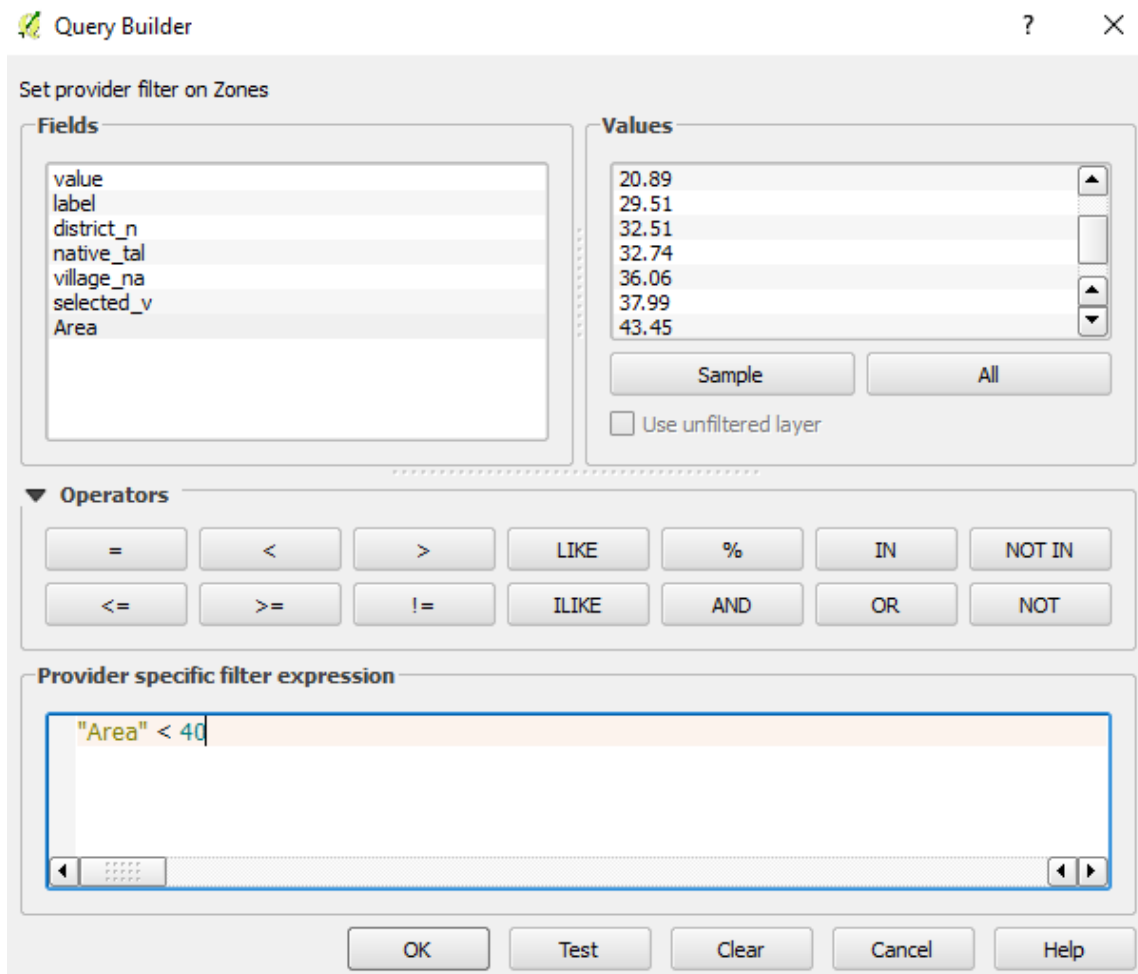 Query Builder ? ✕
Set provider filter on Zones
Fields
value
label
district_n
native_tal
village_na
selected_v
Area
Values
20.89
29.51
32.51
32.74
36.06
37.99
43.45
Sample All
Use unfiltered layer
Operators
= < > LIKE % IN NOT IN
<= >= != ILIKE AND OR NOT
Provider specific filter expression
"Area" < 40
OK Test Clear Cancel Help